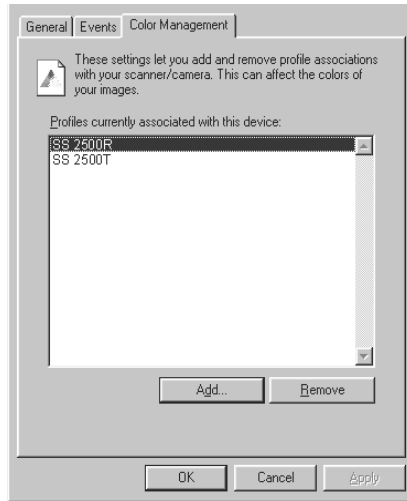 General Events Color Management
These settings let you add and remove profile associations
with your scanner/camera. This can affect the colors of
your images.
Profiles currently associated with this device:
SS 2500R
SS 2500T
Add... Remove
OK Cancel Apply